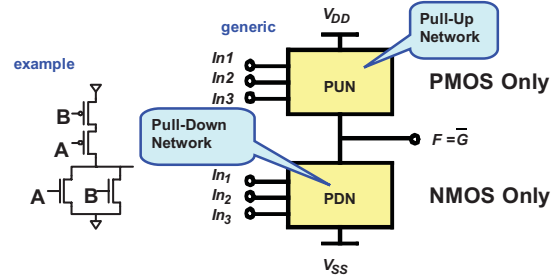 generic
V_DD
Pull-Up
Network
example
In1
In2
In3
PUN
PMOS Only
B
A
Pull-Down
Network
F = G̅
In₁
In₂
In₃
PDN
NMOS Only
A
B
V_SS